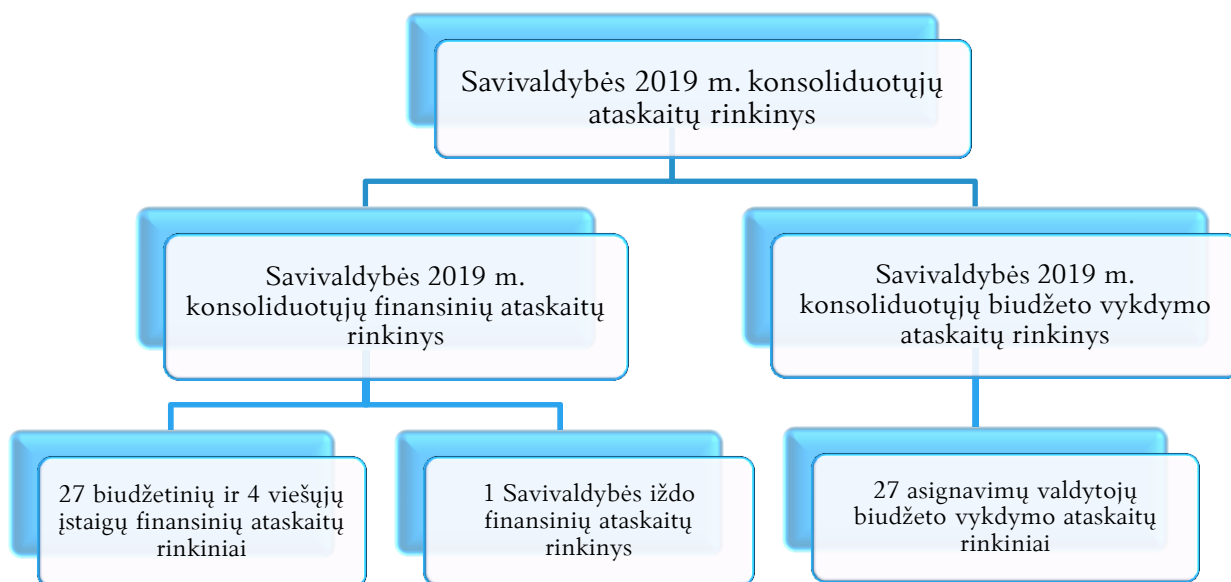 Savivaldybės 2019 m. konsoliduotųjų
ataskaitų rinkinys
Savivaldybės 2019 m.
konsoliduotųjų finansinių ataskaitų
rinkinys
Savivaldybės 2019 m.
konsoliduotųjų biudžeto vykdymo
ataskaitų rinkinys
27 biudžetinių ir 4 viešųjų
įstaigų finansinių ataskaitų
rinkiniai
1 Savivaldybės iždo
finansinių ataskaitų
rinkinys
27 asignavimų valdytojų
biudžeto vykdymo ataskaitų
rinkiniai